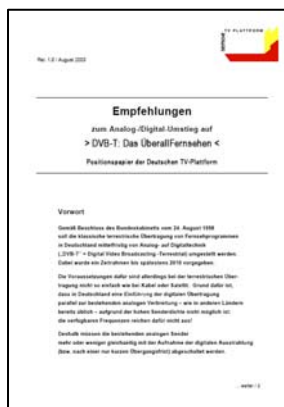 DEUTSCHE
TV PLATTFORM
Rel. 1.0 / August 2003
Empfehlungen
zum Analog-/Digital-Umstieg auf
> DVB-T: Das ÜberallFernsehen <
Positionspapier der Deutschen TV-Plattform
Vorwort
Gemäß Beschluss des Bundeskabinetts vom 24. August 1998
soll die klassische terrestrische Übertragung von Fernsehprogrammen
in Deutschland mittelfristig von Analog- auf Digitaltechnik
(„DVB-T“ = Digital Video Broadcasting -Terrestrial) umgestellt werden.
Dabei wurde ein Zeitrahmen bis spätestens 2010 vorgegeben.
Die Voraussetzungen dafür sind allerdings bei der terrestrischen Über-
tragung nicht so einfach wie bei Kabel oder Satellit. Grund dafür ist,
dass in Deutschland eine Einführung der digitalen Übertragung
parallel zur bestehenden analogen Verbreitung – wie in anderen Ländern
bereits üblich – aufgrund der hohen Senderdichte nicht möglich ist:
die verfügbaren Frequenzen reichen dafür nicht aus!
Deshalb müssen die bestehenden analogen Sender
mehr oder weniger gleichzeitig mit der Aufnahme der digitalen Ausstrahlung
(bzw. nach einer nur kurzen Übergangsfrist) abgeschaltet werden.
... weiter / 2